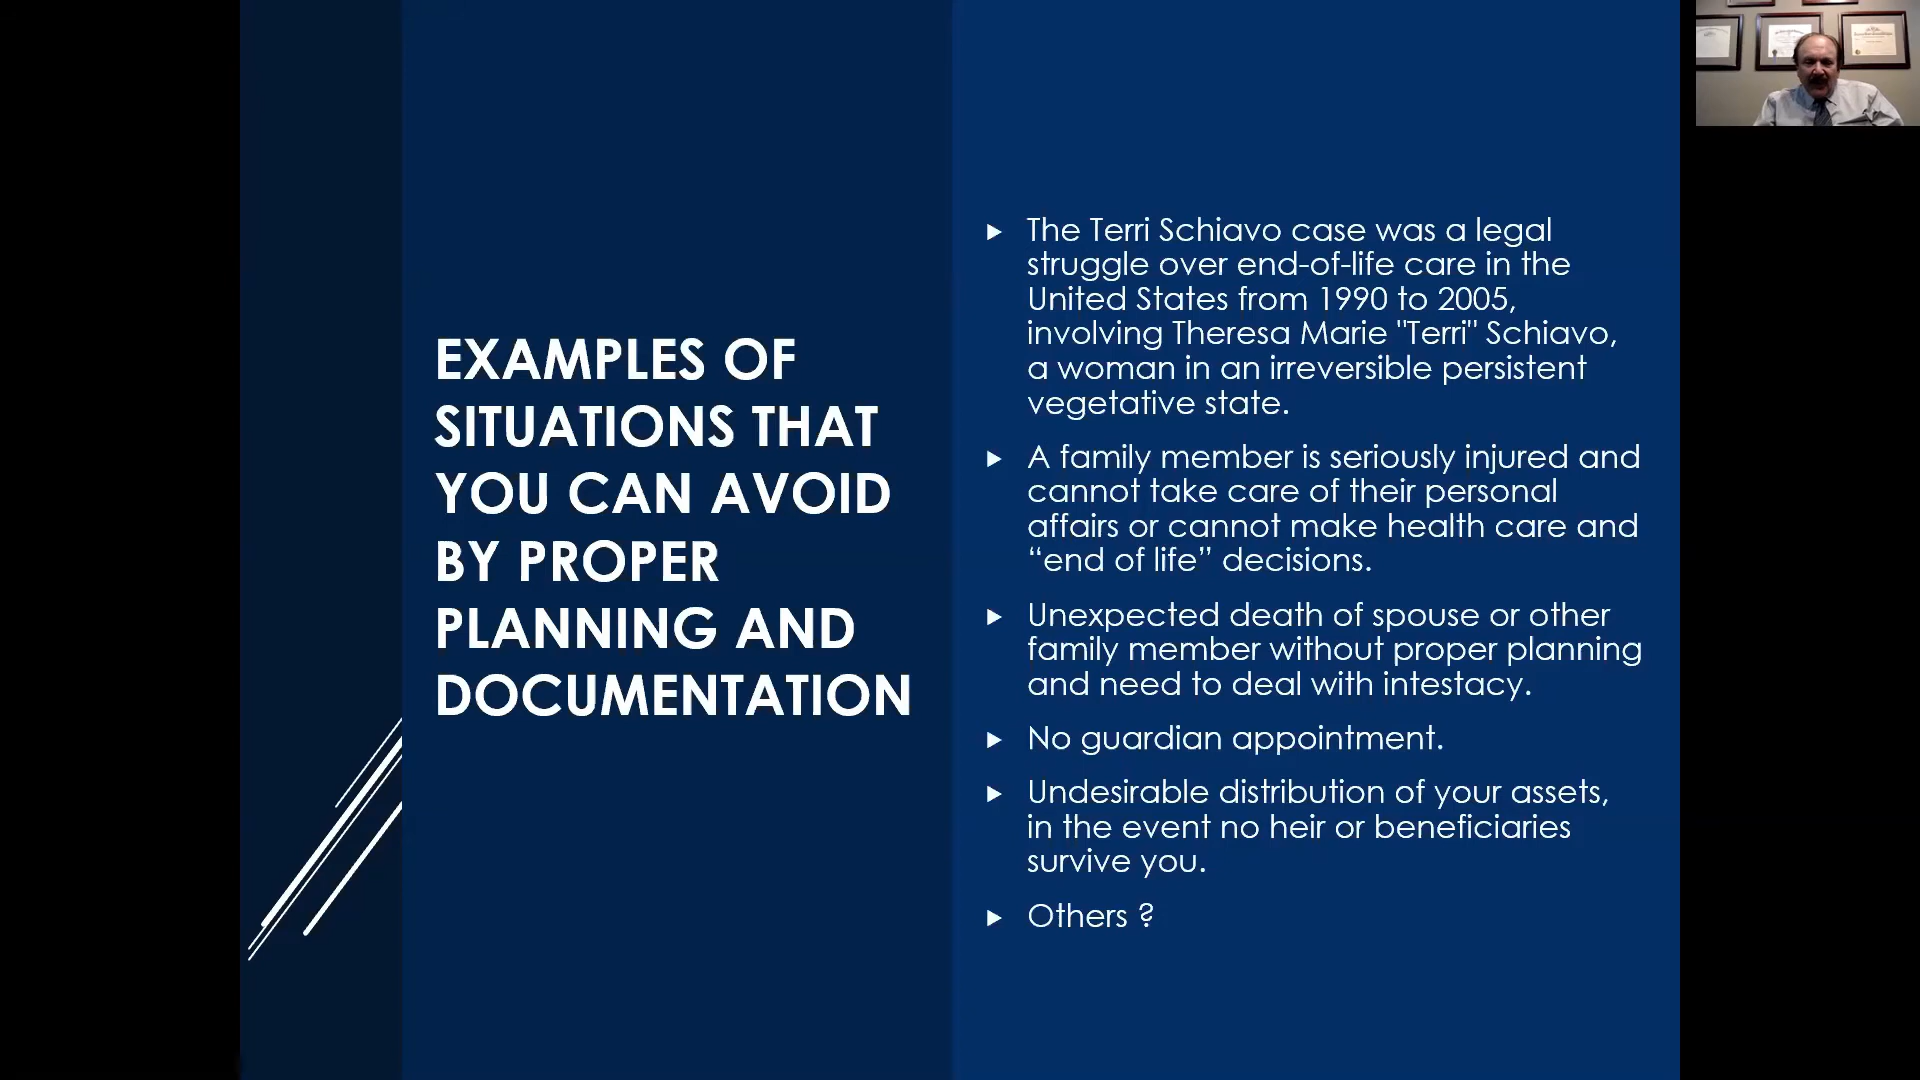 EXAMPLES OF
SITUATIONS THAT
YOU CAN AVOID
BY PROPER
PLANNING AND
DOCUMENTATION
The Terri Schiavo case was a legal
struggle over end-of-life care in the
United States from 1990 to 2005,
involving Theresa Marie "Terri" Schiavo,
a woman in an irreversible persistent
vegetative state.
A family member is seriously injured and
cannot take care of their personal
affairs or cannot make health care and
“end of life” decisions.
Unexpected death of spouse or other
family member without proper planning
and need to deal with intestacy.
No guardian appointment.
Undesirable distribution of your assets,
in the event no heir or beneficiaries
survive you.
Others ?